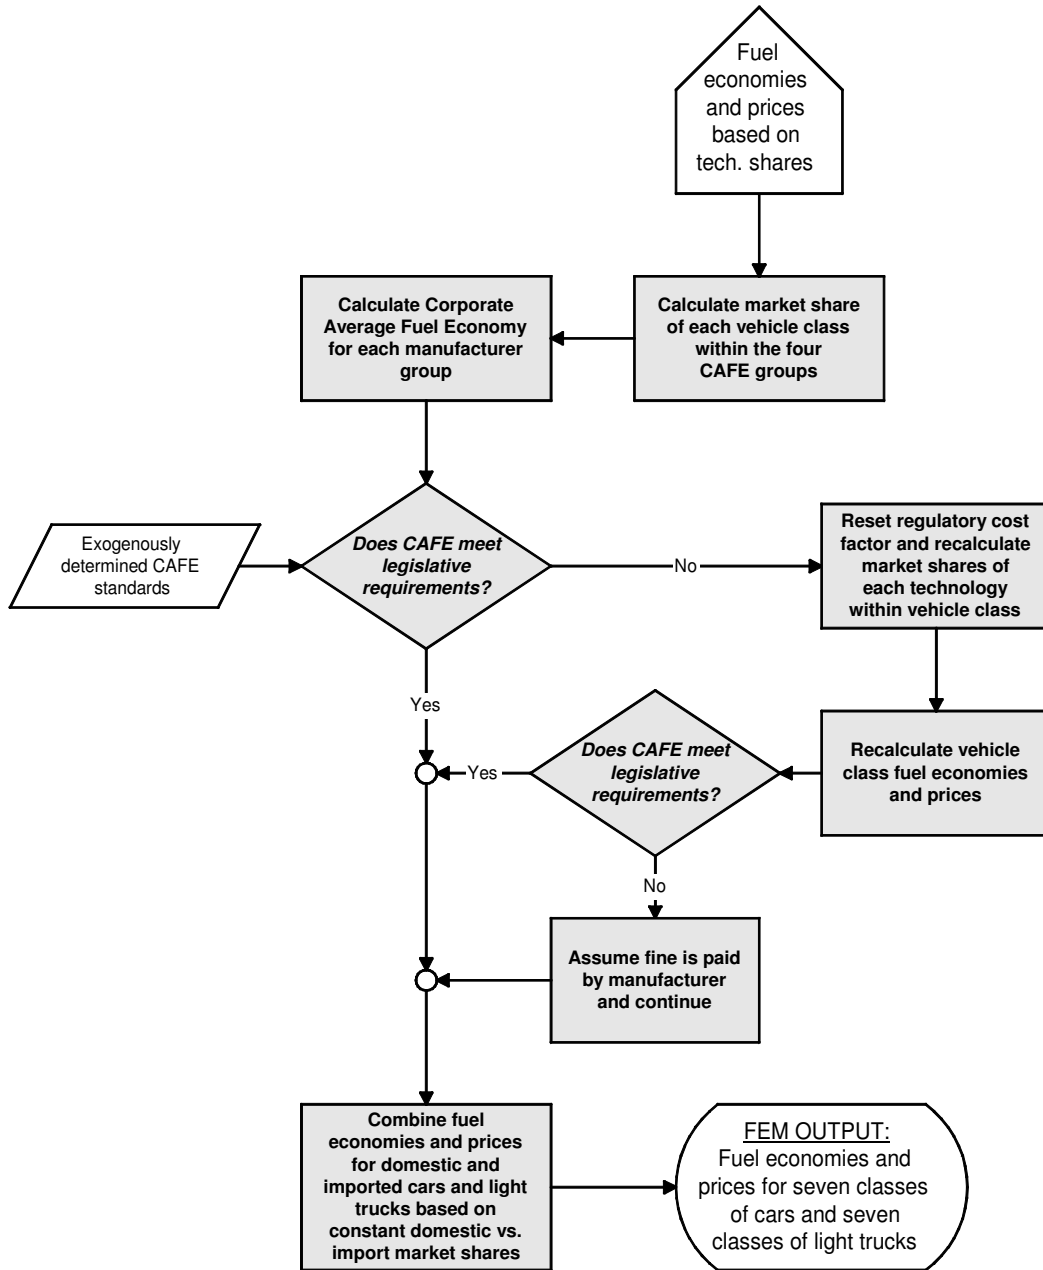 Fuel
economies
and prices
based on
tech. shares
Calculate Corporate
Average Fuel Economy
for each manufacturer
group
Calculate market share
of each vehicle class
within the four
CAFE groups
Exogenously
determined CAFE
standards
Does CAFE meet
legislative
requirements?
No
Reset regulatory cost
factor and recalculate
market shares of
each technology
within vehicle class
Yes
Does CAFE meet
legislative
requirements?
Yes
Recalculate vehicle
class fuel economies
and prices
No
Assume fine is paid
by manufacturer
and continue
Combine fuel
economies and prices
for domestic and
imported cars and light
trucks based on
constant domestic vs.
import market shares
FEM OUTPUT:
Fuel economies and
prices for seven classes
of cars and seven
classes of light trucks